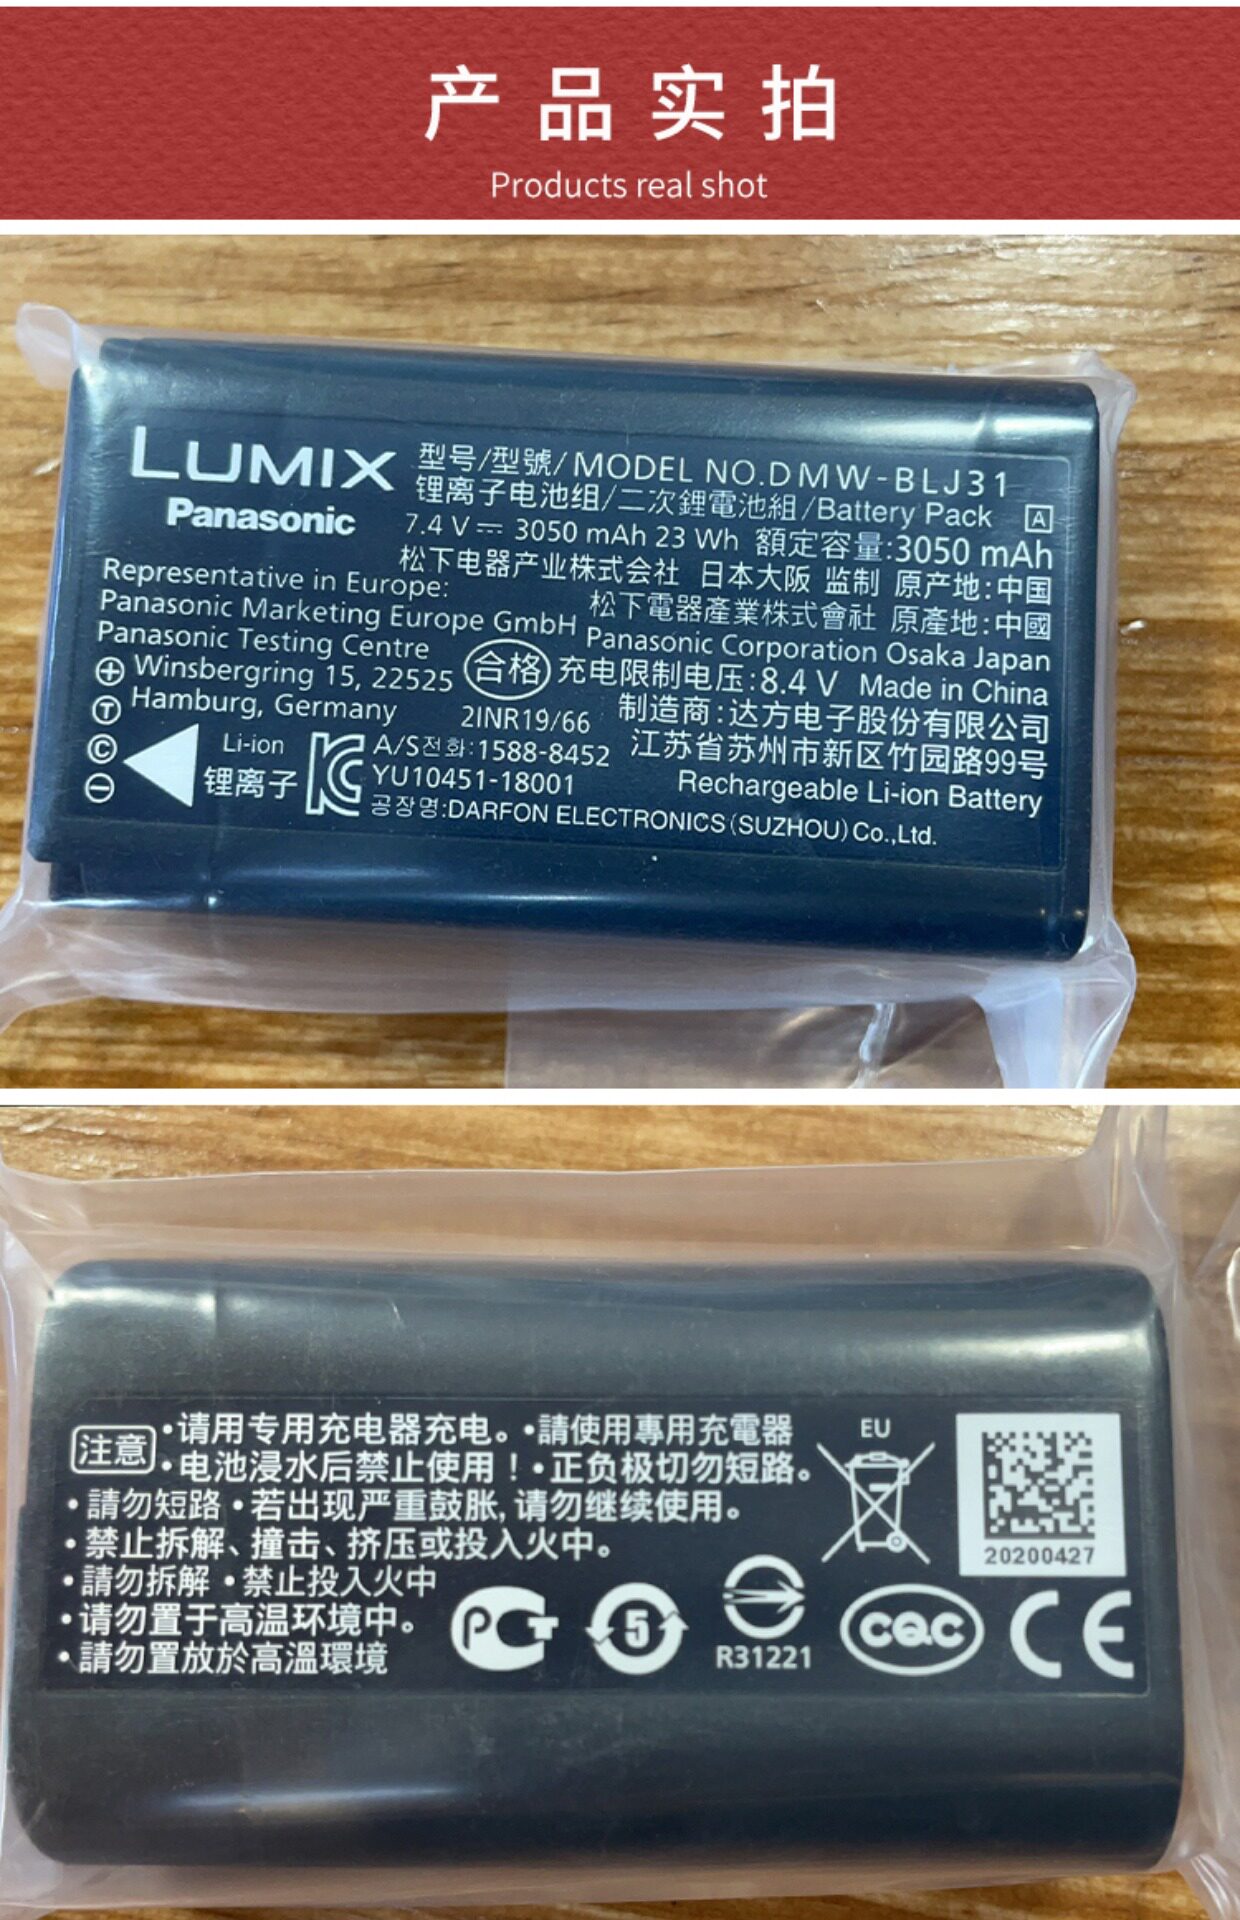 产品实拍
Products real shot
LUMIX
Panasonic
型号/型號/MODEL NO.DMW-BLJ31
锂离子电池组/二次鋰電池組/Battery Pack A
7.4 V⎓ 3050 mAh 23 Wh 額定容量:3050 mAh
松下电器产业株式会社 日本大阪 监制 原产地:中国
松下電器產業株式會社 原產地:中國
Panasonic Corporation Osaka Japan
Representative in Europe:
Panasonic Marketing Europe GmbH
Panasonic Testing Centre
Winsbergring 15, 22525
Hamburg, Germany
合格 充电限制电压:8.4 V Made in China
2INR19/66 制造商:达方电子股份有限公司
江苏省苏州市新区竹园路99号
Rechargeable Li-ion Battery
⊕
T
C
⊖
Li-ion
锂离子
A/S전화:1588-8452
YU10451-18001
공장명:DARFON ELECTRONICS (SUZHOU) Co.,Ltd.
注意 •请用专用充电器充电。•請使用專用充電器
•电池浸水后禁止使用！•正负极切勿短路。
•請勿短路 •若出现严重鼓胀,请勿继续使用。
•禁止拆解、撞击、挤压或投入火中。
•請勿拆解 •禁止投入火中
•请勿置于高温环境中。
•請勿置放於高溫環境
EU
20200427
PCT
5
R31221
CQC
CE